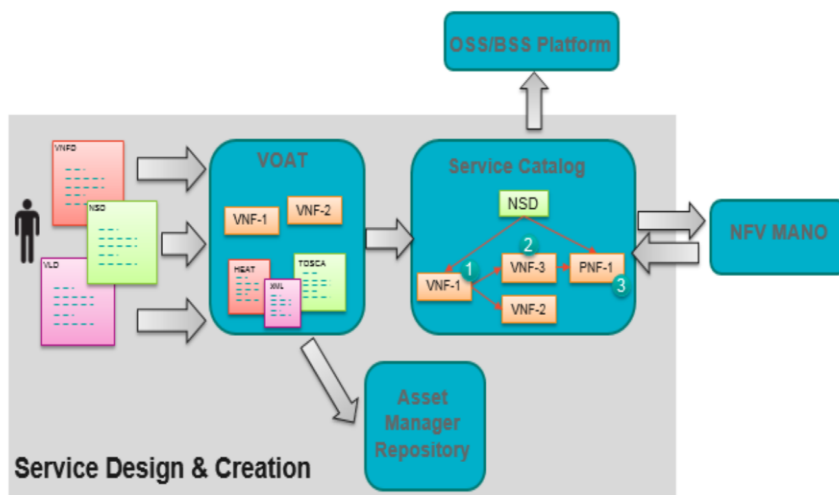 OSS/BSS Platform
VNFD
NSD
VLD
VOAT
VNF-1
VNF-2
HEAT
XML
TOSCA
Service Catalog
NSD
1
2
VNF-1
VNF-3
PNF-1
3
VNF-2
NFV MANO
Asset
Manager
Repository
Service Design & Creation